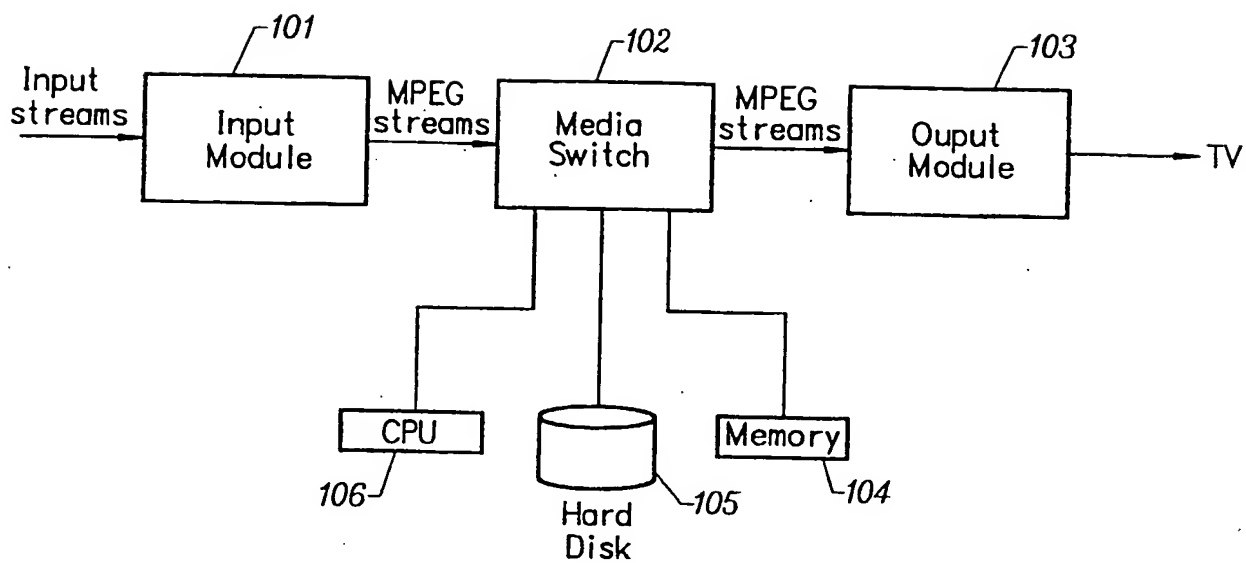 101
102
103
Input
streams
Input
Module
MPEG
streams
Media
Switch
MPEG
streams
Ouput
Module
TV
CPU
Memory
106
105
104
Hard
Disk